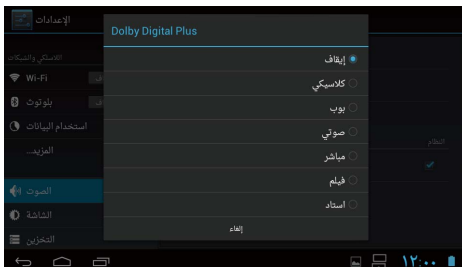 الإعدادات
اللاسلكي والشبكات
Wi-Fi
بلوتوث
استخدام البيانات
المزيد...
الصوت
الشاشة
التخزين
Dolby Digital Plus
إيقاف
كلاسيكي
بوب
صوتي
مباشر
فيلم
استاد
إلغاء
النظام
١٢:٠٠